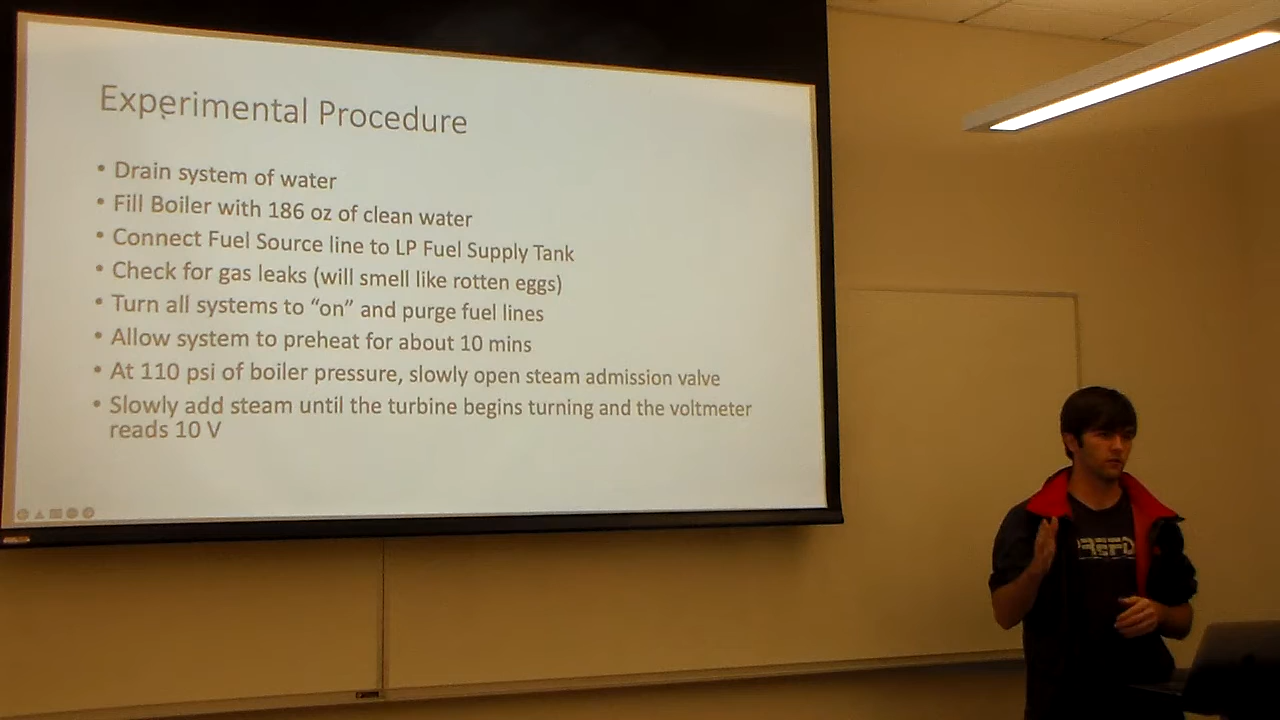 Experimental Procedure
• Drain system of water
• Fill Boiler with 186 oz of clean water
• Connect Fuel Source line to LP Fuel Supply Tank
• Check for gas leaks (will smell like rotten eggs)
• Turn all systems to “on” and purge fuel lines
• Allow system to preheat for about 10 mins
• At 110 psi of boiler pressure, slowly open steam admission valve
• Slowly add steam until the turbine begins turning and the voltmeter
reads 10 V